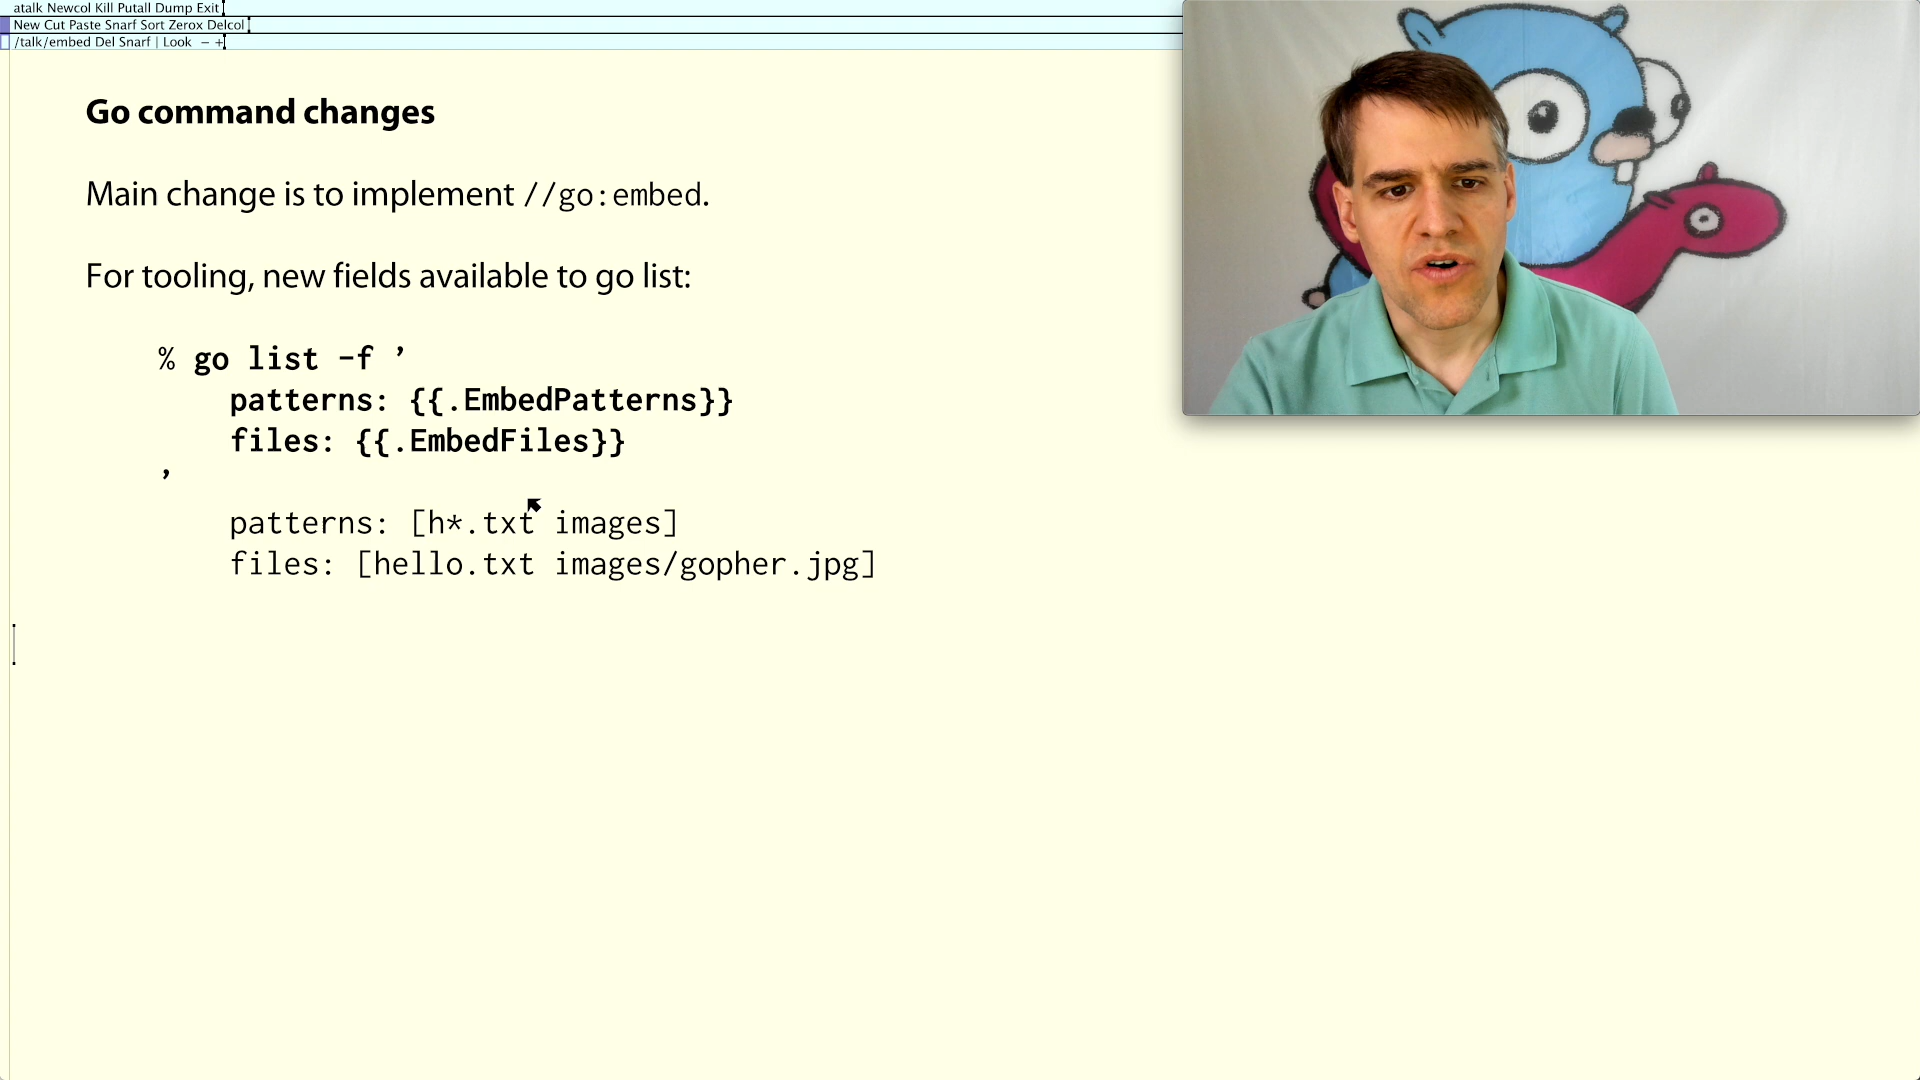 atalk Newcol Kill Putall Dump Exit
New Cut Paste Snarf Sort Zerox Delcol
/talk/embed Del Snarf | Look  − +
Go command changes
Main change is to implement //go:embed.
For tooling, new fields available to go list:
% go list -f ’
patterns: {{.EmbedPatterns}}
files: {{.EmbedFiles}}
’
patterns: [h*.txt images]
files: [hello.txt images/gopher.jpg]